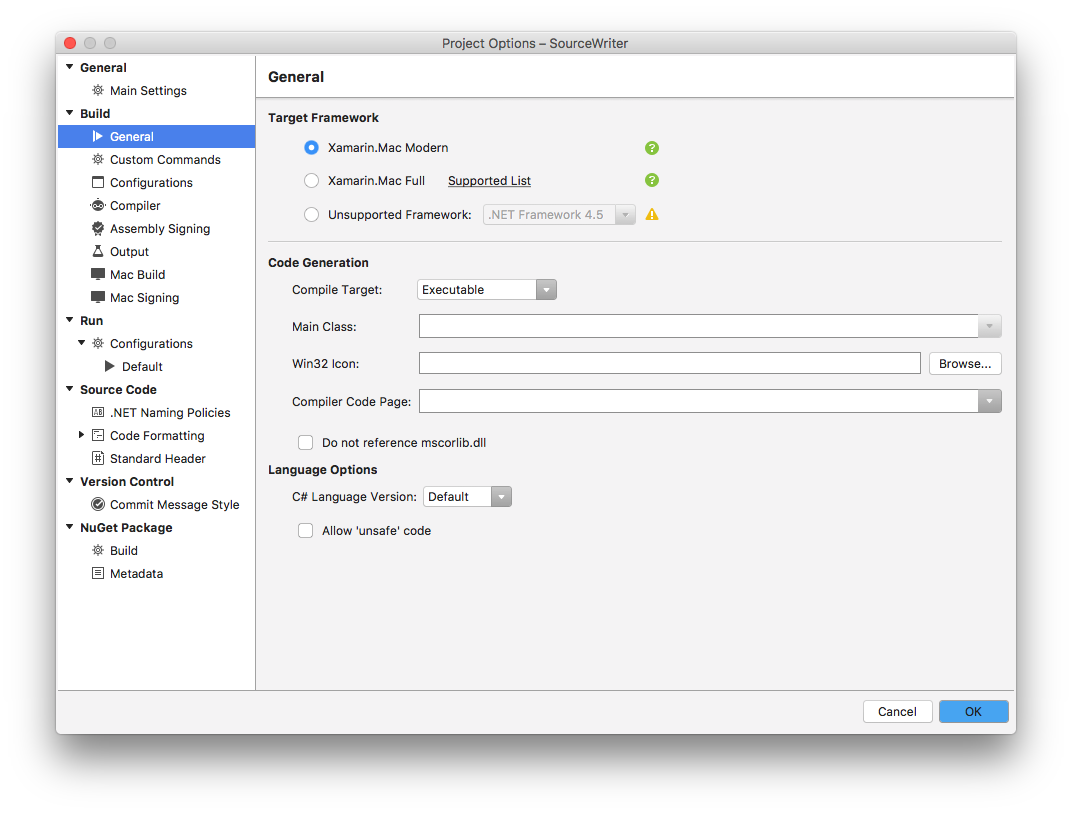 Project Options – SourceWriter
General
Main Settings
Build
General
Custom Commands
Configurations
Compiler
Assembly Signing
Output
Mac Build
Mac Signing
Run
Configurations
Default
Source Code
.NET Naming Policies
Code Formatting
Standard Header
Version Control
Commit Message Style
NuGet Package
Build
Metadata
General
Target Framework
Xamarin.Mac Modern
Xamarin.Mac Full Supported List
Unsupported Framework: .NET Framework 4.5
Code Generation
Compile Target: Executable
Main Class:
Win32 Icon: Browse...
Compiler Code Page:
Do not reference mscorlib.dll
Language Options
C# Language Version: Default
Allow 'unsafe' code
Cancel OK